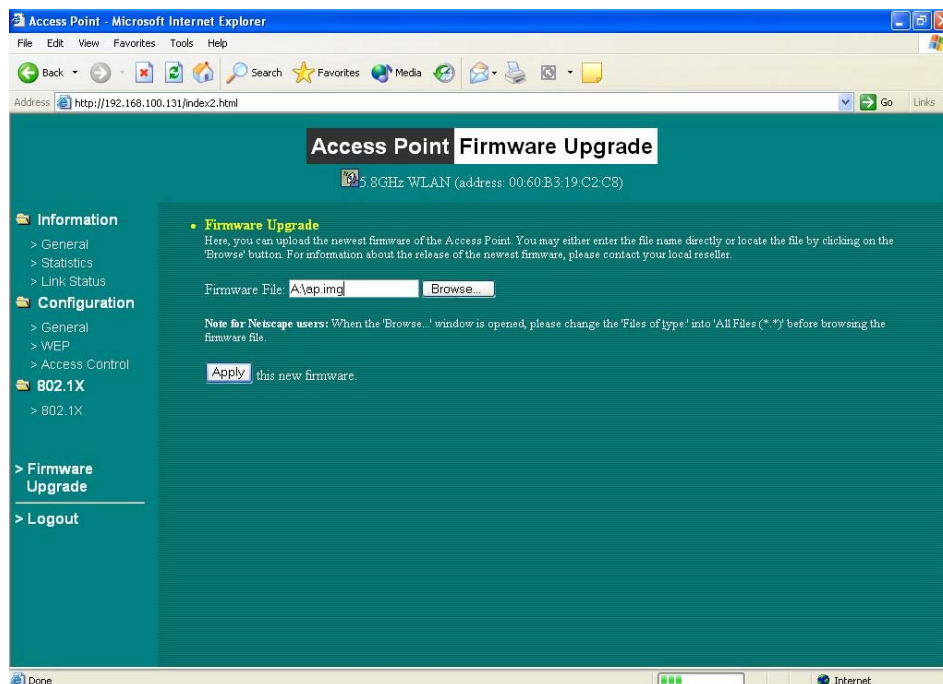 Access Point - Microsoft Internet Explorer
File Edit View Favorites Tools Help
Back Search Favorites Media
Address http://192.168.100.131/index2.html Go Links
Access Point Firmware Upgrade
5.8GHz WLAN (address: 00:60:B3:19:C2:C8)
Information
> General
> Statistics
> Link Status
Configuration
> General
> WEP
> Access Control
802.1X
> 802.1X
> Firmware
Upgrade
> Logout
• Firmware Upgrade
Here, you can upload the newest firmware of the Access Point. You may either enter the file name directly or locate the file by clicking on the
'Browse' button. For information about the release of the newest firmware, please contact your local reseller.
Firmware File: A:\ap.img Browse...
Note for Netscape users: When the 'Browse...' window is opened, please change the 'Files of type:' into 'All Files (*.*)' before browsing the
firmware file.
Apply this new firmware.
Done Internet